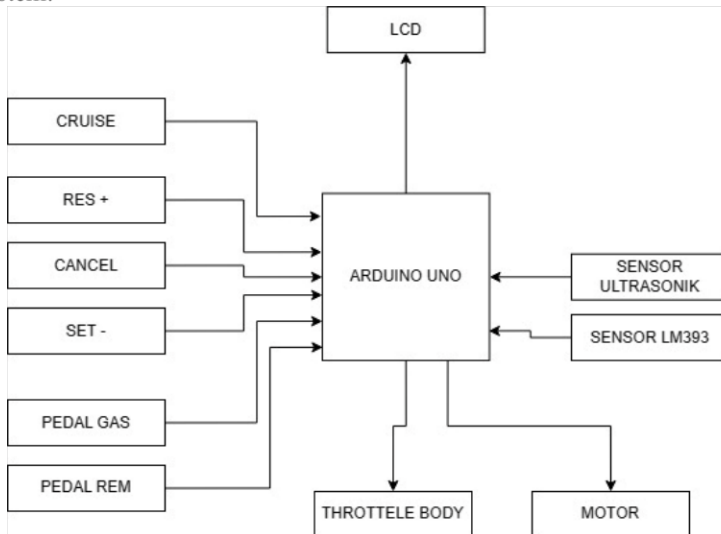 LCD
CRUISE
RES +
CANCEL
SET -
PEDAL GAS
PEDAL REM
ARDUINO UNO
SENSOR
ULTRASONIK
SENSOR LM393
THROTTELE BODY
MOTOR